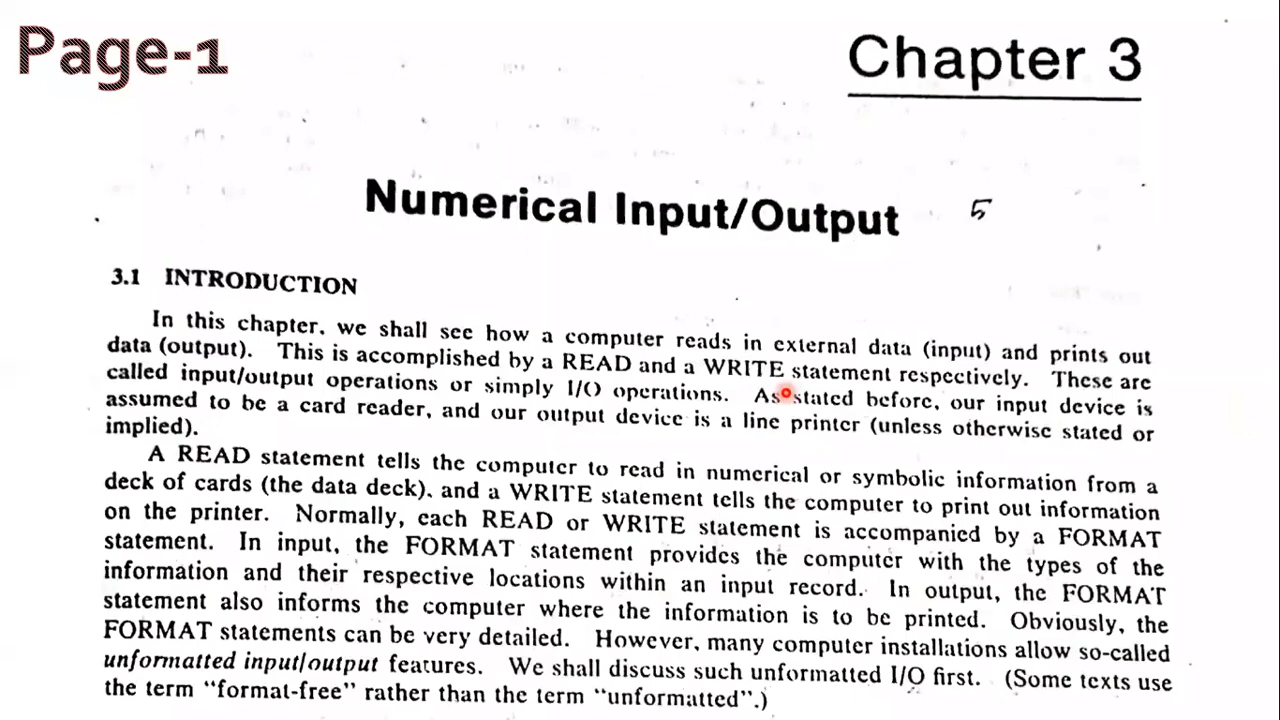 Page-1
Chapter 3
Numerical Input/Output 5
3.1 INTRODUCTION
In this chapter, we shall see how a computer reads in external data (input) and prints out
data (output). This is accomplished by a READ and a WRITE statement respectively. These are
called input/output operations or simply I/O operations. As stated before, our input device is
assumed to be a card reader, and our output device is a line printer (unless otherwise stated or
implied).
A READ statement tells the computer to read in numerical or symbolic information from a
deck of cards (the data deck), and a WRITE statement tells the computer to print out information
on the printer. Normally, each READ or WRITE statement is accompanied by a FORMAT
statement. In input, the FORMAT statement provides the computer with the types of the
information and their respective locations within an input record. In output, the FORMAT
statement also informs the computer where the information is to be printed. Obviously, the
FORMAT statements can be very detailed. However, many computer installations allow so-called
unformatted input/output features. We shall discuss such unformatted I/O first. (Some texts use
the term “format-free” rather than the term “unformatted”.)